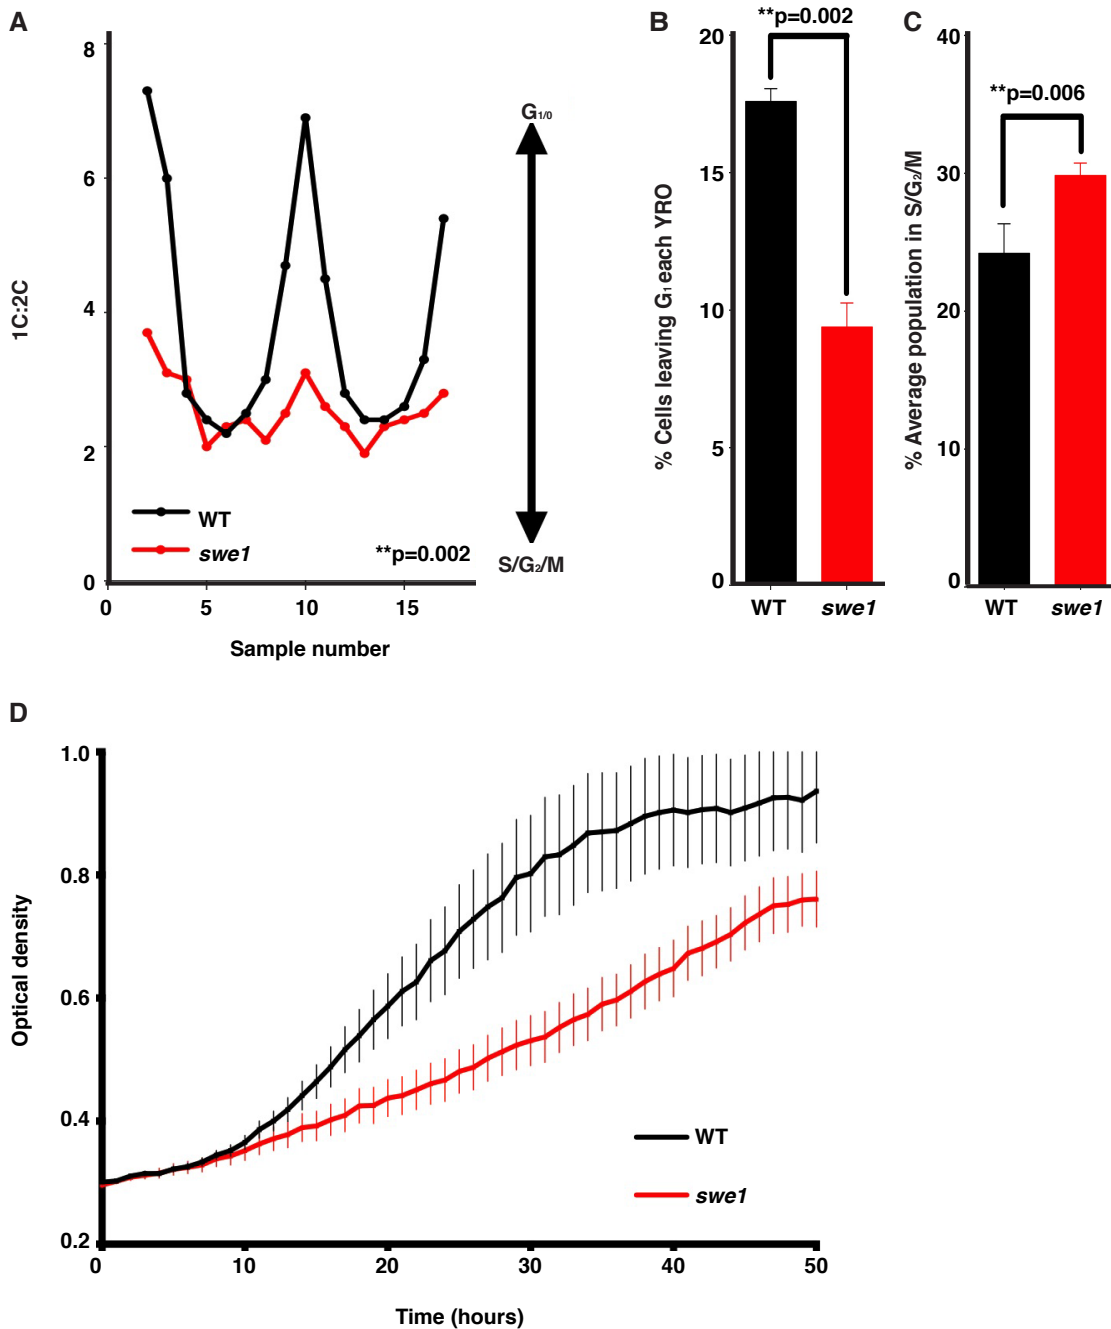 A
8
6
4
2
0
0 5 10 15
1C:2C
Sample number
WT
swe1
**p=0.002
G1/0
S/G2/M
B
**p=0.002
20
15
10
5
0
% Cells leaving G1 each YRO
WT swe1
C
**p=0.006
40
30
20
10
0
% Average population in S/G2/M
WT swe1
D
1.0
0.8
0.6
0.4
0.2
0 10 20 30 40 50
Optical density
Time (hours)
WT
swe1